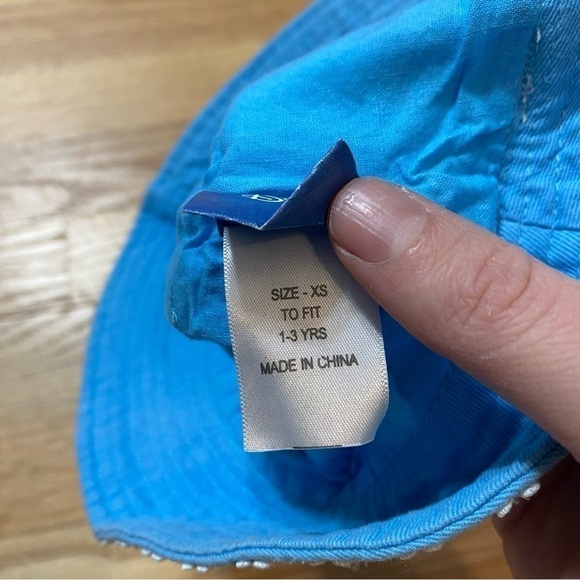 SIZE - XS
TO FIT
1-3 YRS
MADE IN CHINA